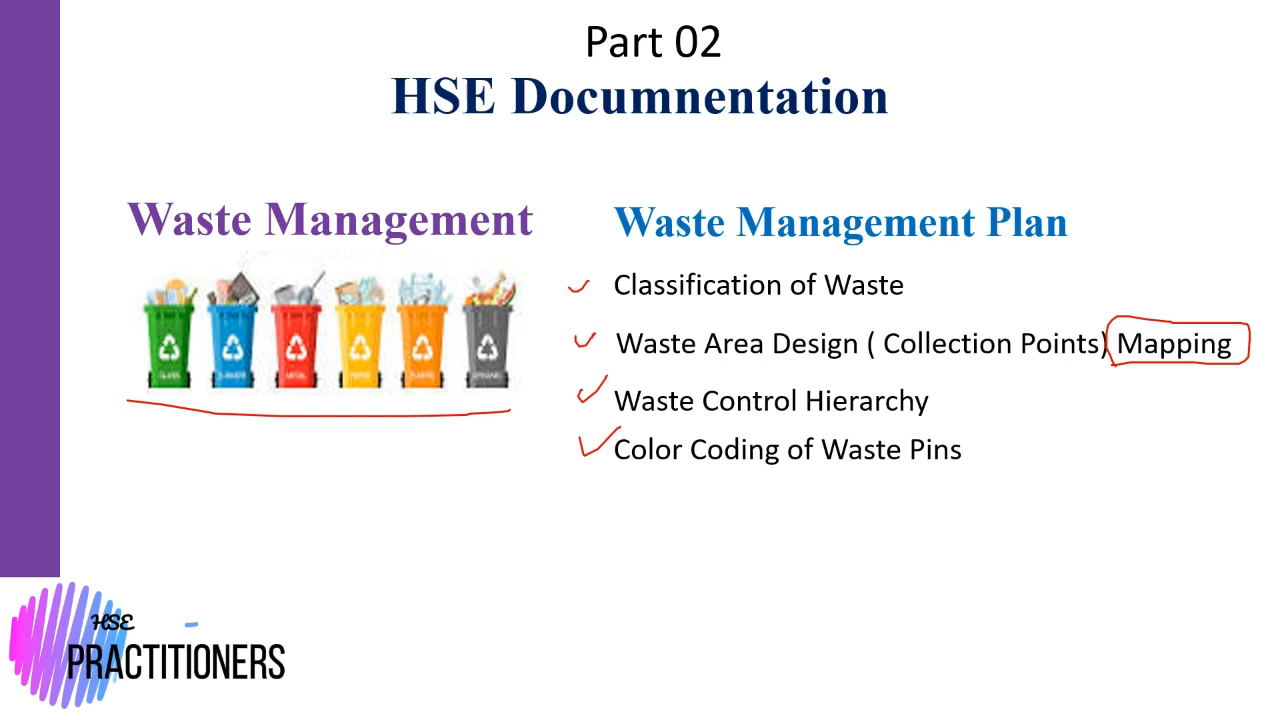 Part 02
HSE Documnentation
Waste Management
Waste Management Plan
Classification of Waste
Waste Area Design ( Collection Points) Mapping
Waste Control Hierarchy
Color Coding of Waste Pins
HSE
PRACTITIONERS